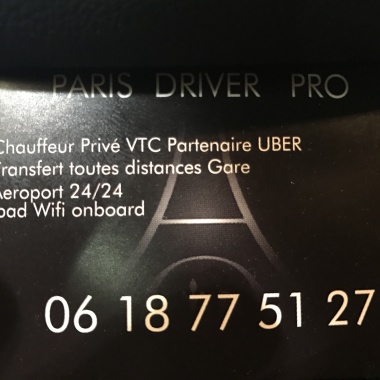 PARIS DRIVER PRO
Chauffeur Privé VTC Partenaire UBER
Transfert toutes distances Gare
Aeroport 24/24
Ipad Wifi onboard
06 18 77 51 27